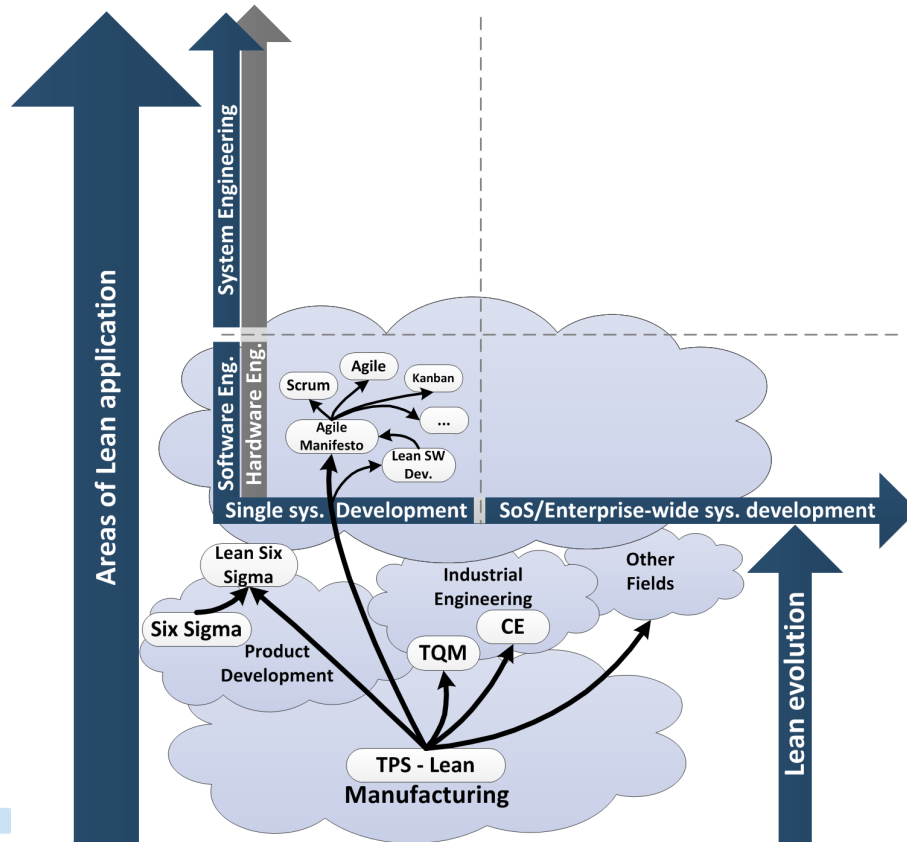 Areas of Lean application
System Engineering
Software Eng.
Hardware Eng.
Scrum
Agile
Kanban
...
Agile
Manifesto
Lean SW
Dev.
Single sys. Development
SoS/Enterprise-wide sys. development
Lean Six
Sigma
Six Sigma
Product
Development
Industrial
Engineering
CE
TQM
Other
Fields
TPS - Lean
Manufacturing
Lean evolution